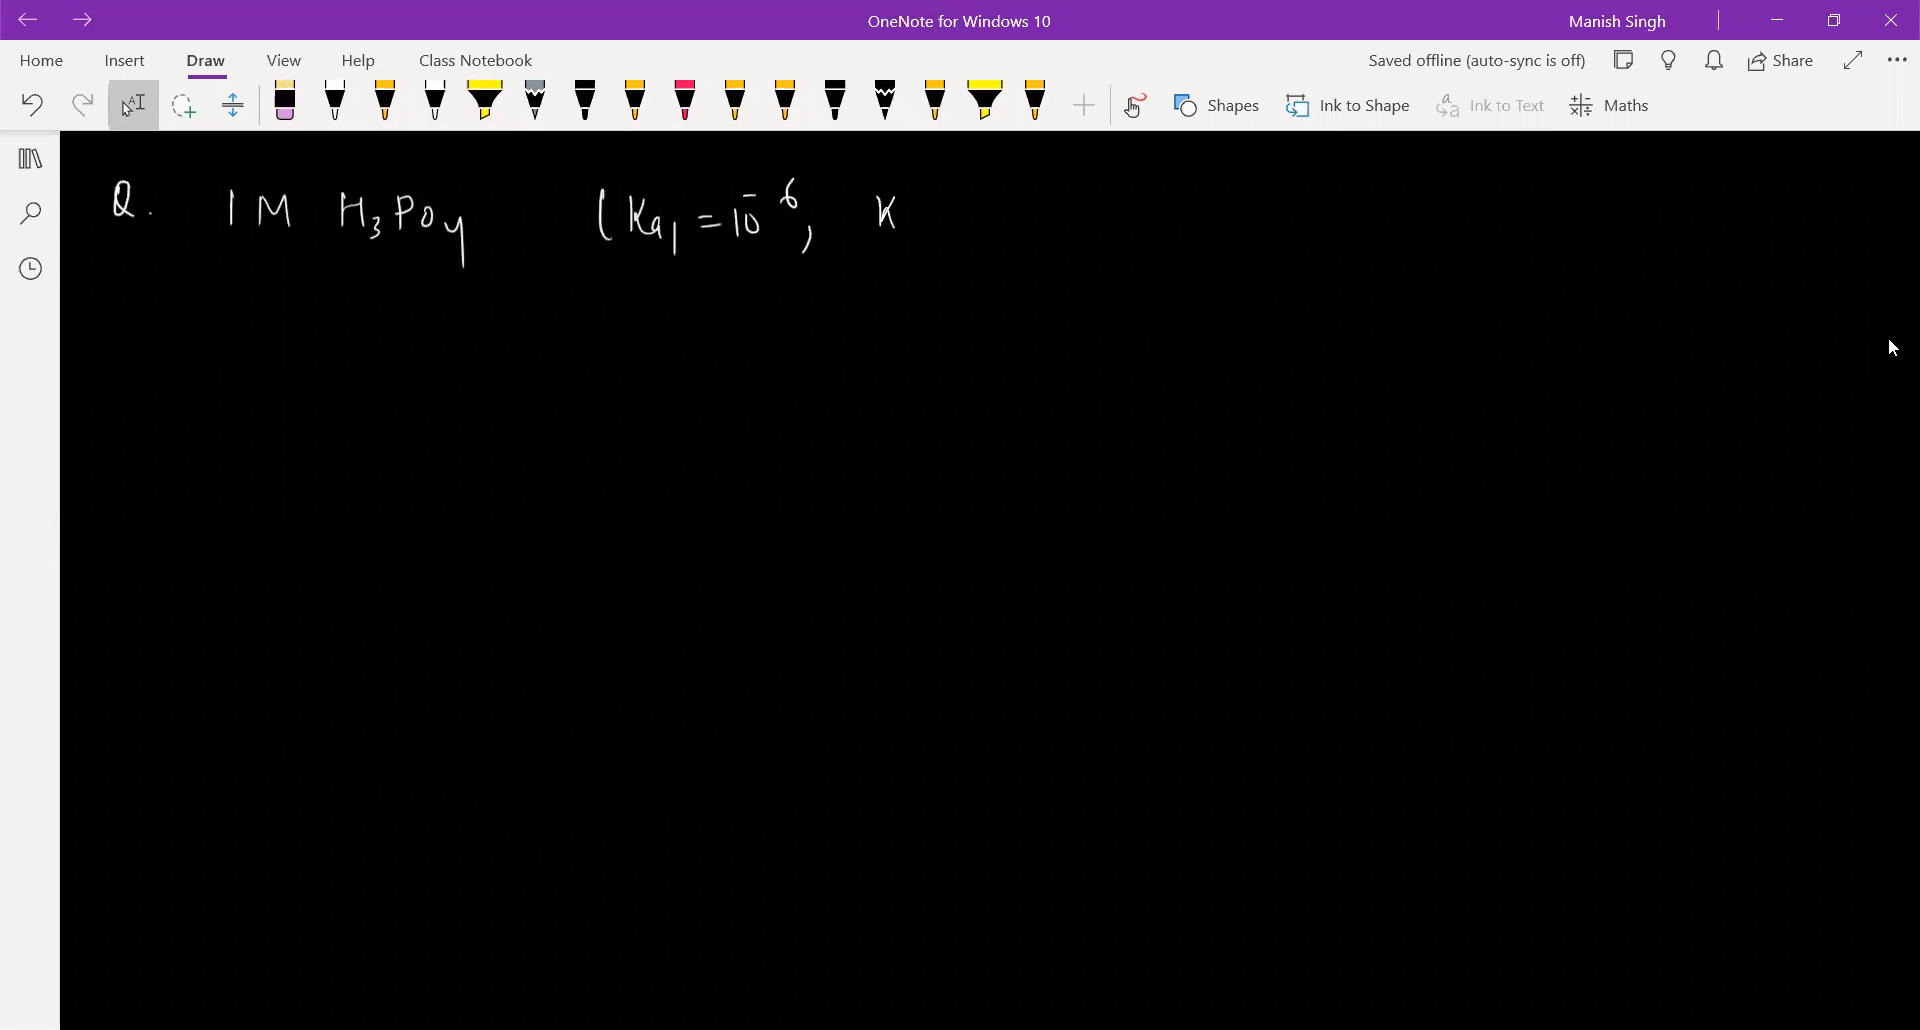 OneNote for Windows 10
Manish Singh
Home Insert Draw View Help Class Notebook
Saved offline (auto-sync is off) Share
Shapes Ink to Shape Ink to Text Maths
Q. 1 M H₃PO₄ (Ka₁ = 10⁻⁶, K